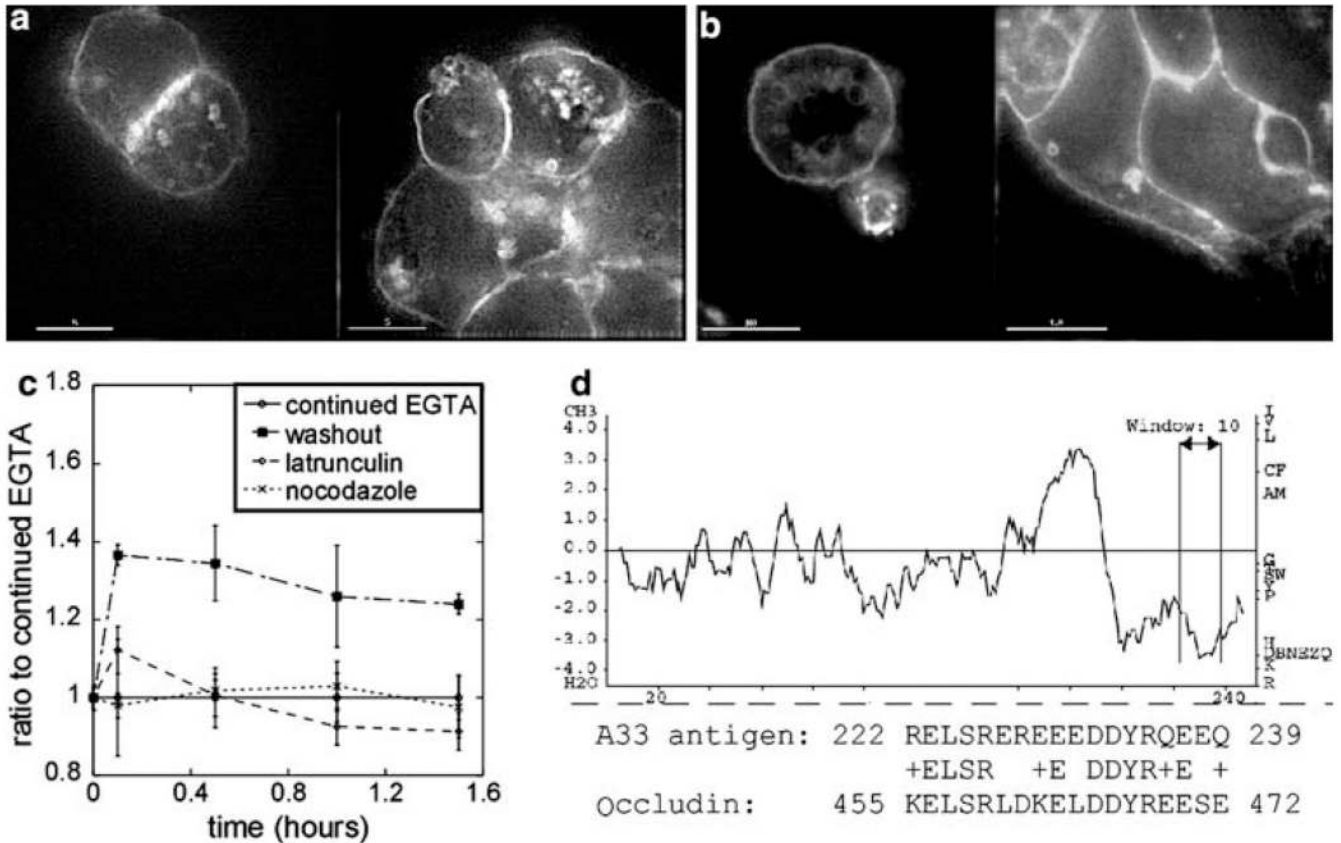 a
b
5
10
c
1.8
1.6
1.4
1.2
1
0.8
ratio to continued EGTA
continued EGTA
washout
latrunculin
nocodazole
0 0.4 0.8 1.2 1.6
time (hours)
d
CH3
4.0
3.0
2.0
1.0
0.0
-1.0
-2.0
-3.0
-4.0
H2O
Window: 10
I
V
L
CF
AM
BNEZQ
K
R
20 240
A33 antigen: 222 RELSREREEEDDYRQEEQ 239
+ELSR +E DDYR+E +
Occludin: 455 KELSRLDKELDDYREESE 472